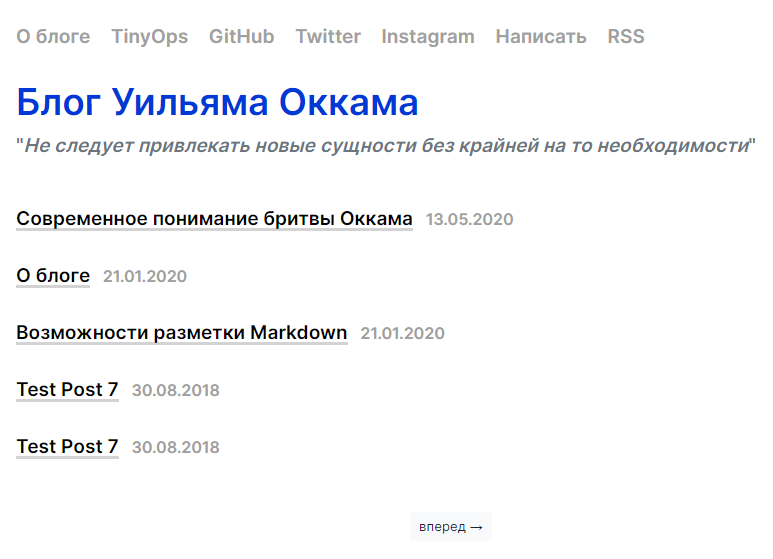 О блоге TinyOps GitHub Twitter Instagram Написать RSS
Блог Уильяма Оккама
"Не следует привлекать новые сущности без крайней на то необходимости"
Современное понимание бритвы Оккама 13.05.2020
О блоге 21.01.2020
Возможности разметки Markdown 21.01.2020
Test Post 7 30.08.2018
Test Post 7 30.08.2018
вперед →